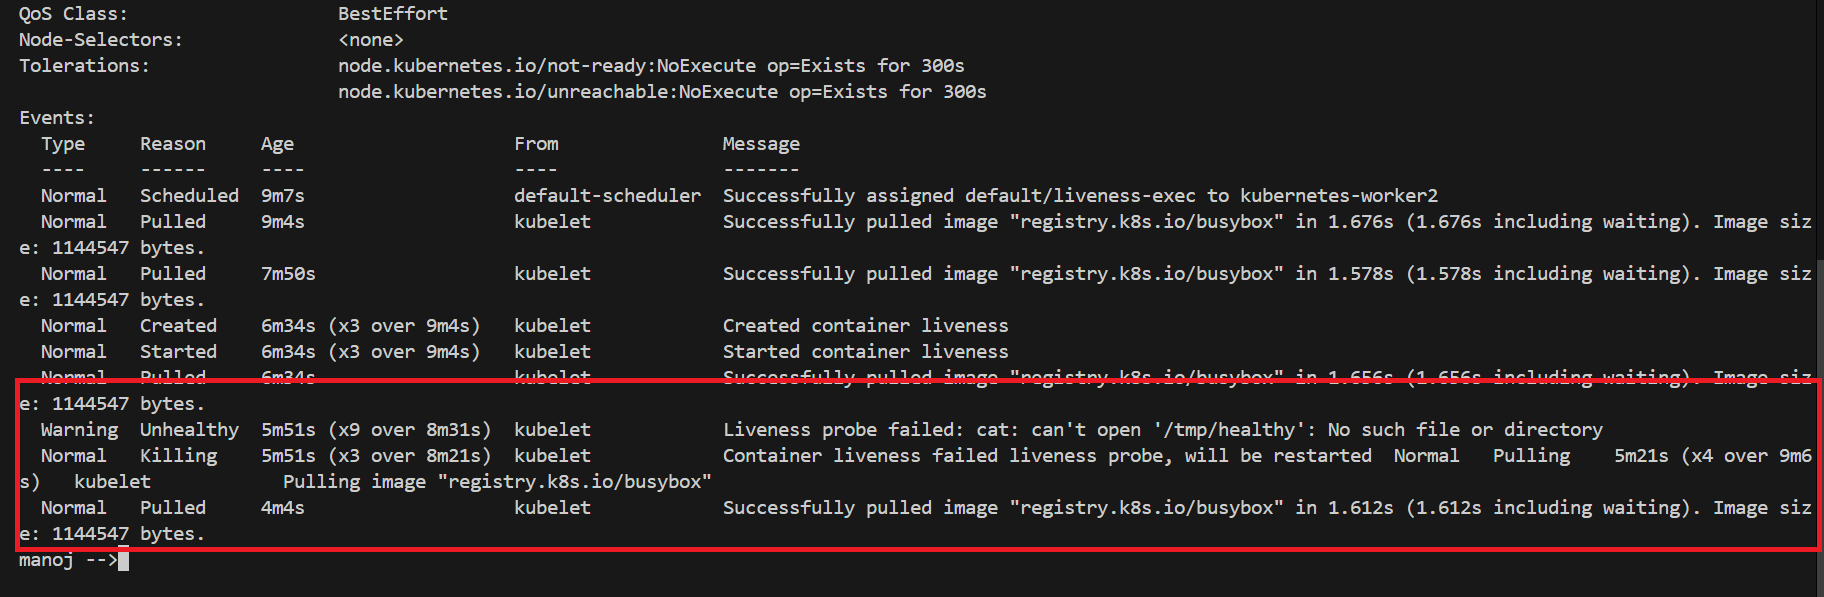 QoS Class:                   BestEffort
Node-Selectors:              <none>
Tolerations:                 node.kubernetes.io/not-ready:NoExecute op=Exists for 300s
                             node.kubernetes.io/unreachable:NoExecute op=Exists for 300s
Events:
  Type     Reason     Age                    From               Message
  ----     ------     ----                   ----               -------
  Normal   Scheduled  9m7s                   default-scheduler  Successfully assigned default/liveness-exec to kubernetes-worker2
  Normal   Pulled     9m4s                   kubelet            Successfully pulled image "registry.k8s.io/busybox" in 1.676s (1.676s including waiting). Image siz
e: 1144547 bytes.
  Normal   Pulled     7m50s                  kubelet            Successfully pulled image "registry.k8s.io/busybox" in 1.578s (1.578s including waiting). Image siz
e: 1144547 bytes.
  Normal   Created    6m34s (x3 over 9m4s)   kubelet            Created container liveness
  Normal   Started    6m34s (x3 over 9m4s)   kubelet            Started container liveness
  Normal   Pulled     6m34s                  kubelet            Successfully pulled image "registry.k8s.io/busybox" in 1.656s (1.656s including waiting). Image siz
e: 1144547 bytes.
  Warning  Unhealthy  5m51s (x9 over 8m31s)  kubelet            Liveness probe failed: cat: can't open '/tmp/healthy': No such file or directory
  Normal   Killing    5m51s (x3 over 8m21s)  kubelet            Container liveness failed liveness probe, will be restarted  Normal   Pulling    5m21s (x4 over 9m6
s)   kubelet            Pulling image "registry.k8s.io/busybox"
  Normal   Pulled     4m4s                   kubelet            Successfully pulled image "registry.k8s.io/busybox" in 1.612s (1.612s including waiting). Image siz
e: 1144547 bytes.
manoj -->